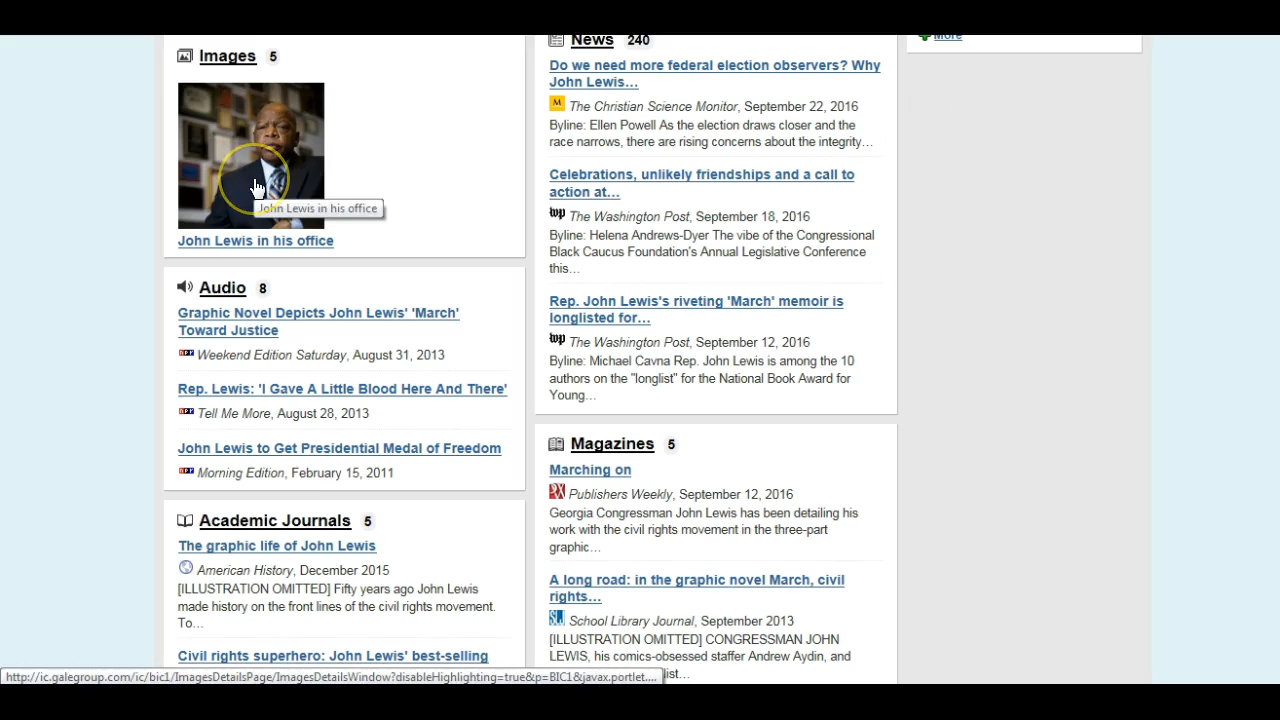 Images 5
John Lewis in his office
John Lewis in his office
Audio 8
Graphic Novel Depicts John Lewis' 'March'
Toward Justice
npr Weekend Edition Saturday, August 31, 2013
Rep. Lewis: 'I Gave A Little Blood Here And There'
npr Tell Me More, August 28, 2013
John Lewis to Get Presidential Medal of Freedom
npr Morning Edition, February 15, 2011
Academic Journals 5
The graphic life of John Lewis
American History, December 2015
[ILLUSTRATION OMITTED] Fifty years ago John Lewis
made history on the front lines of the civil rights movement.
To…
Civil rights superhero: John Lewis' best-selling
News 240
Do we need more federal election observers? Why
John Lewis…
M The Christian Science Monitor, September 22, 2016
Byline: Ellen Powell As the election draws closer and the
race narrows, there are rising concerns about the integrity…
Celebrations, unlikely friendships and a call to
action at…
wp The Washington Post, September 18, 2016
Byline: Helena Andrews-Dyer The vibe of the Congressional
Black Caucus Foundation's Annual Legislative Conference
this…
Rep. John Lewis's riveting 'March' memoir is
longlisted for…
wp The Washington Post, September 12, 2016
Byline: Michael Cavna Rep. John Lewis is among the 10
authors on the "longlist" for the National Book Award for
Young…
Magazines 5
Marching on
Publishers Weekly, September 12, 2016
Georgia Congressman John Lewis has been detailing his
work with the civil rights movement in the three-part
graphic…
A long road: in the graphic novel March, civil
rights…
SLJ School Library Journal, September 2013
[ILLUSTRATION OMITTED] CONGRESSMAN JOHN
LEWIS, his comics-obsessed staffer Andrew Aydin, and
More
http://ic.galegroup.com/ic/bic1/ImagesDetailsPage/ImagesDetailsWindow?disableHighlighting=true&p=BIC1&javax.portlet....